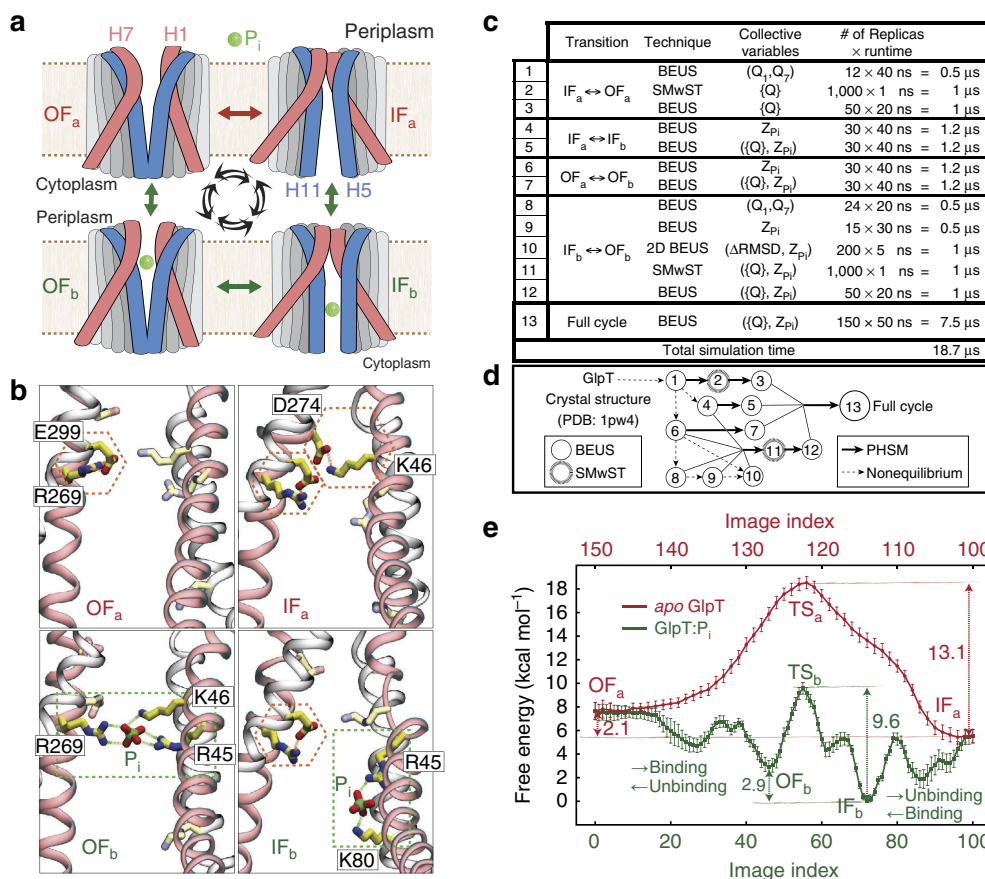 a
H7 H1
Pi
Periplasm
OFa
IFa
Cytoplasm
H11 H5
Periplasm
OFb
IFb
Cytoplasm
b
E299
R269
OFa
D274
K46
IFa
K46
R269
R45
Pi
OFb
Pi
R45
K80
IFb
c
Transition Technique Collective variables # of Replicas × runtime
1 IFa ↔ OFa BEUS (Q1,Q7) 12 × 40 ns = 0.5 µs
2 SMwST {Q} 1,000 × 1 ns = 1 µs
3 BEUS {Q} 50 × 20 ns = 1 µs
4 IFa ↔ IFb BEUS ZPi 30 × 40 ns = 1.2 µs
5 BEUS ({Q}, ZPi) 30 × 40 ns = 1.2 µs
6 OFa ↔ OFb BEUS ZPi 30 × 40 ns = 1.2 µs
7 BEUS ({Q}, ZPi) 30 × 40 ns = 1.2 µs
8 IFb ↔ OFb BEUS (Q1,Q7) 24 × 20 ns = 0.5 µs
9 BEUS ZPi 15 × 30 ns = 0.5 µs
10 2D BEUS (ΔRMSD, ZPi) 200 × 5 ns = 1 µs
11 SMwST ({Q}, ZPi) 1,000 × 1 ns = 1 µs
12 BEUS ({Q}, ZPi) 50 × 20 ns = 1 µs
13 Full cycle BEUS ({Q}, ZPi) 150 × 50 ns = 7.5 µs
Total simulation time 18.7 µs
d
GlpT
Crystal structure
(PDB: 1pw4)
1 2 3
4 5
6 7
8 9 10
11 12
13 Full cycle
BEUS
SMwST
PHSM
Nonequilibrium
e
Image index
150 140 130 120 110 100
Free energy (kcal mol−1)
18
16
14
12
10
8
6
4
2
0
apo GlpT
GlpT:Pi
TSa
13.1
OFa
2.1
TSb
IFa
9.6
→Binding
←Unbinding
2.9
OFb
IFb
→Unbinding
←Binding
0 20 40 60 80 100
Image index